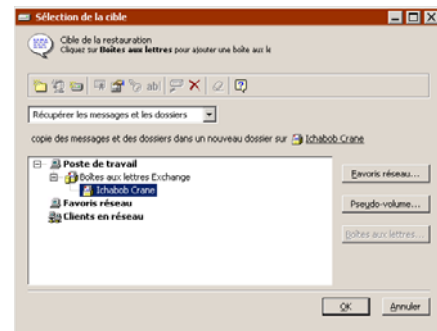 Sélection de la cible
Cible de la restauration
Cliquez sur Boîtes aux lettres pour ajouter une boîte aux le
ab|
Récupérer les messages et les dossiers
copie des messages et des dossiers dans un nouveau dossier sur Ichabob Crane
Poste de travail
Boîtes aux lettres Exchange
Ichabob Crane
Favoris réseau
Clients en réseau
Favoris réseau...
Pseudo-volume...
Boîtes aux lettres...
OK
Annuler